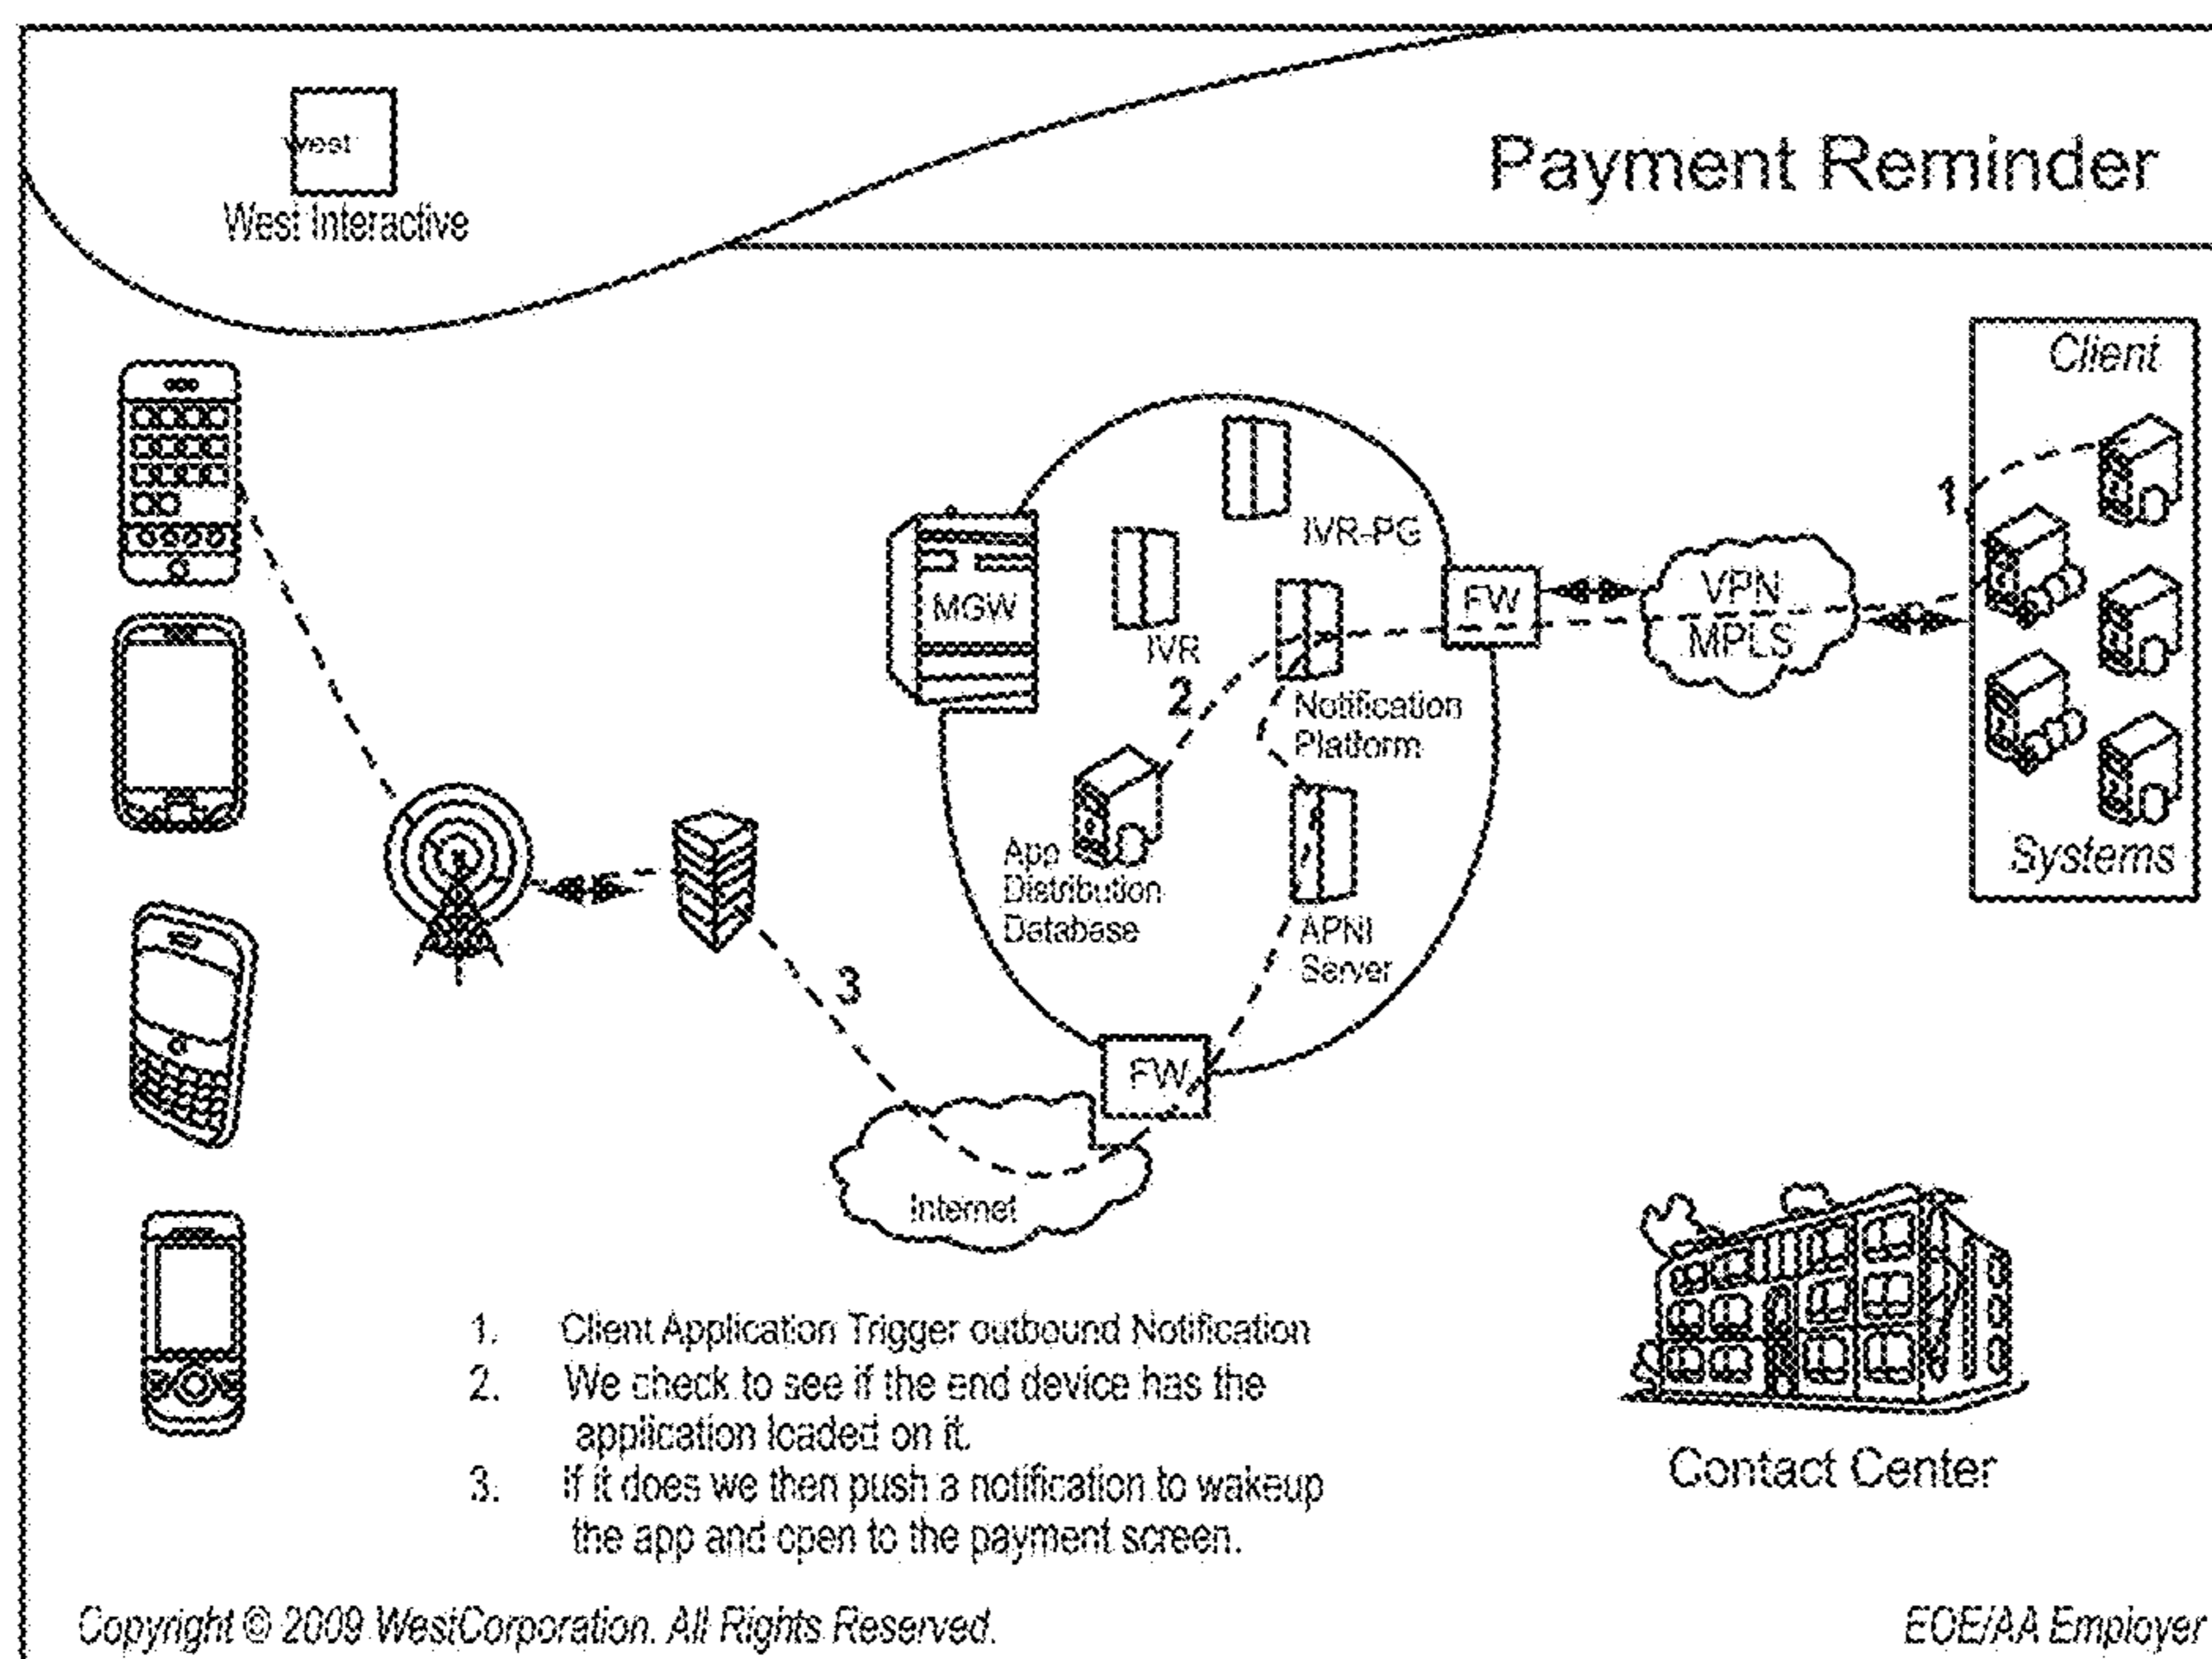 west
West Interactive
Payment Reminder
Client
1
IVR-PG
MGW
IVR
FW
VPN
MPLS
2
Notification
Platform
App
Distribution
Database
APNI
Server
Systems
3
FW
Internet
1. Client Application Trigger outbound Notification
2. We check to see if the end device has the
application loaded on it.
3. If it does we then push a notification to wakeup
the app and open to the payment screen.
Contact Center
Copyright © 2009 WestCorporation. All Rights Reserved.
EOE/AA Employer